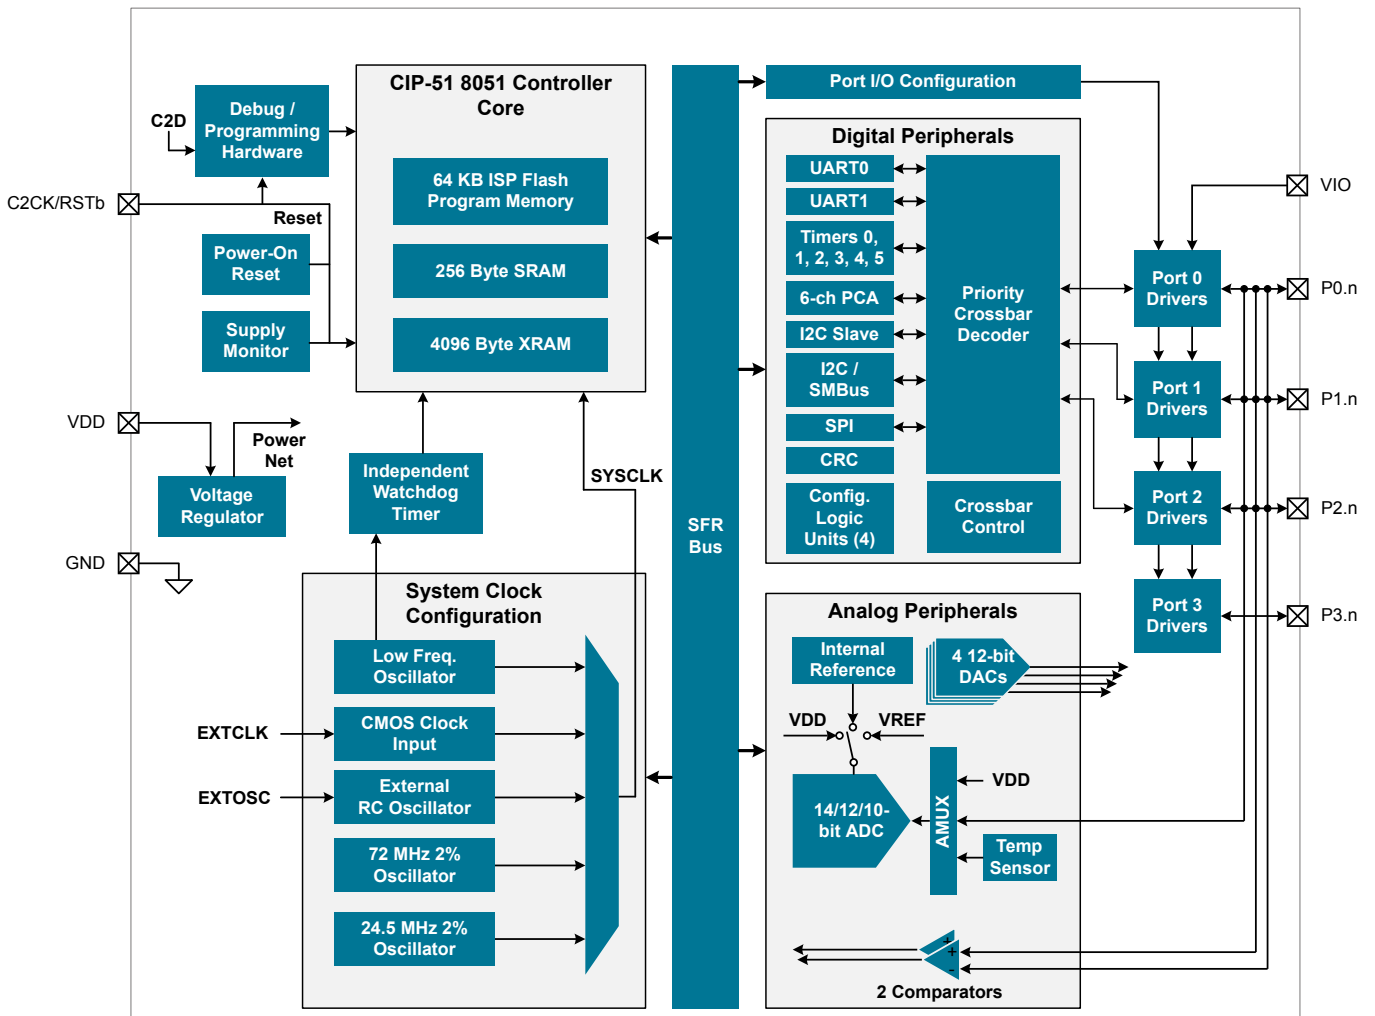 CIP-51 8051 Controller
Core
64 KB ISP Flash
Program Memory
256 Byte SRAM
4096 Byte XRAM
C2D
Debug /
Programming
Hardware
C2CK/RSTb
Reset
Power-On
Reset
Supply
Monitor
VDD
Power
Net
Voltage
Regulator
GND
Independent
Watchdog
Timer
SYSCLK
System Clock
Configuration
Low Freq.
Oscillator
EXTCLK
CMOS Clock
Input
EXTOSC
External
RC Oscillator
72 MHz 2%
Oscillator
24.5 MHz 2%
Oscillator
SFR
Bus
Port I/O Configuration
Digital Peripherals
UART0
UART1
Timers 0,
1, 2, 3, 4, 5
6-ch PCA
I2C Slave
I2C /
SMBus
SPI
CRC
Config.
Logic
Units (4)
Priority
Crossbar
Decoder
Crossbar
Control
Analog Peripherals
Internal
Reference
4 12-bit
DACs
VDD
VREF
14/12/10-
bit ADC
AMUX
VDD
Temp
Sensor
+
+
-
2 Comparators
Port 0
Drivers
Port 1
Drivers
Port 2
Drivers
Port 3
Drivers
VIO
P0.n
P1.n
P2.n
P3.n